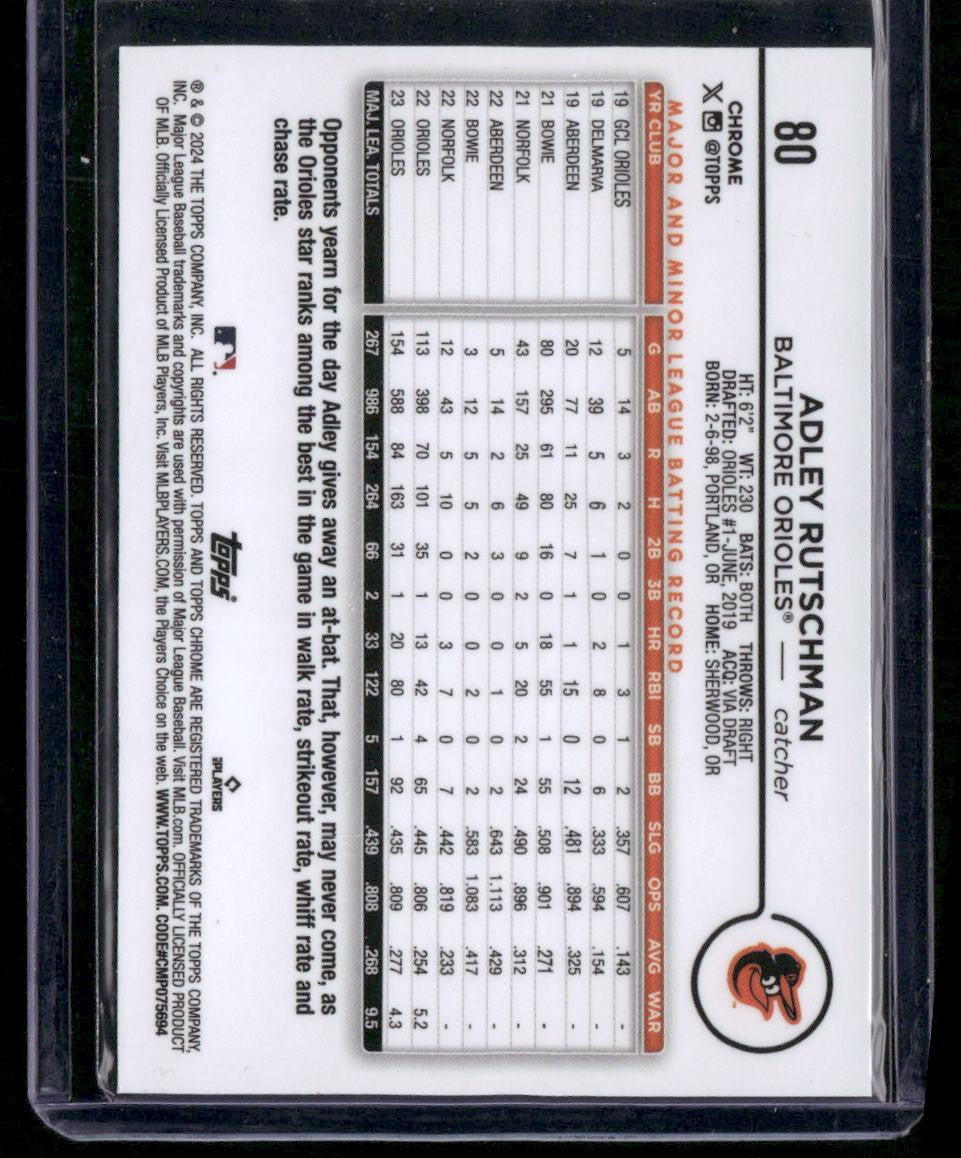 80
ADLEY RUTSCHMAN
BALTIMORE ORIOLES® — catcher
CHROME
X @TOPPS
HT: 6'2" WT: 230 BATS: BOTH THROWS: RIGHT
DRAFTED: ORIOLES #1-JUNE, 2019 ACQ: VIA DRAFT
BORN: 2-6-98, PORTLAND, OR HOME: SHERWOOD, OR
MAJOR AND MINOR LEAGUE BATTING RECORD
YR CLUB G AB R H 2B 3B HR RBI SB BB SLG OPS AVG WAR
19 GCL ORIOLES 5 14 3 2 0 0 1 3 1 2 .357 .607 .143 -
19 DELMARVA 12 39 5 6 1 0 2 8 0 6 .333 .594 .154 -
19 ABERDEEN 20 77 11 25 7 1 1 15 0 12 .481 .894 .325 -
21 BOWIE 80 295 61 80 16 0 18 55 1 55 .508 .901 .271 -
21 NORFOLK 43 157 25 49 9 2 5 20 2 24 .490 .896 .312 -
22 ABERDEEN 5 14 2 6 3 0 0 1 0 2 .643 1.113 .429 -
22 BOWIE 3 12 5 5 2 0 0 2 0 2 .583 1.083 .417 -
22 NORFOLK 12 43 5 10 0 0 3 7 0 7 .442 .819 .233 -
22 ORIOLES 113 398 70 101 35 1 13 42 4 65 .445 .806 .254 5.2
23 ORIOLES 154 588 84 163 31 1 20 80 1 92 .435 .809 .277 4.3
MAJ. LEA. TOTALS 267 986 154 264 66 2 33 122 5 157 .439 .808 .268 9.5
Opponents yearn for the day Adley gives away an at-bat. That, however, may never come, as
the Orioles star ranks among the best in the game in walk rate, strikeout rate, whiff rate and
chase rate.
topps®
PLAYERS
® & © 2024 THE TOPPS COMPANY, INC. ALL RIGHTS RESERVED. TOPPS AND TOPPS CHROME ARE REGISTERED TRADEMARKS OF THE TOPPS COMPANY,
INC. Major League Baseball trademarks and copyrights are used with permission of Major League Baseball. Visit MLB.com. OFFICIALLY LICENSED PRODUCT
OF MLB. Officially Licensed Product of MLB Players, Inc. Visit MLBPLAYERS.COM, the Players Choice on the web. WWW.TOPPS.COM. CODE#CMP075694